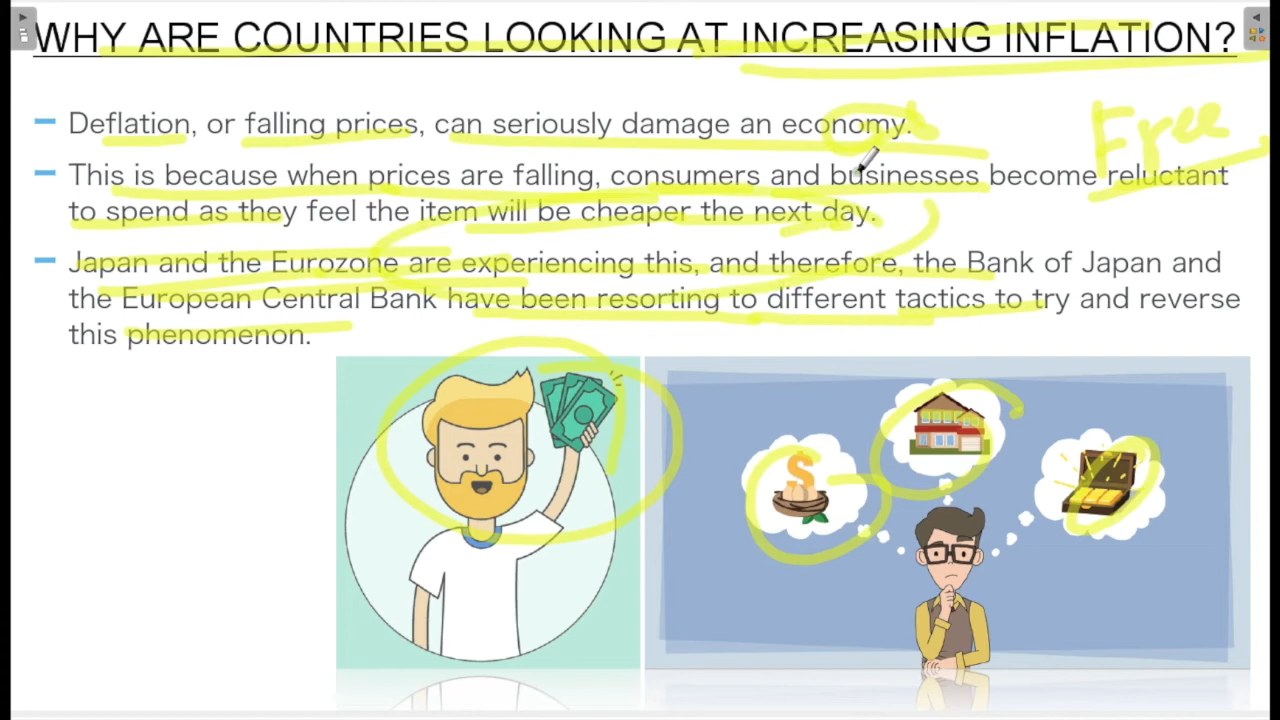 WHY ARE COUNTRIES LOOKING AT INCREASING INFLATION?
Deflation, or falling prices, can seriously damage an economy.
Free
This is because when prices are falling, consumers and businesses become reluctant
to spend as they feel the item will be cheaper the next day.
Japan and the Eurozone are experiencing this, and therefore, the Bank of Japan and
the European Central Bank have been resorting to different tactics to try and reverse
this phenomenon.
$